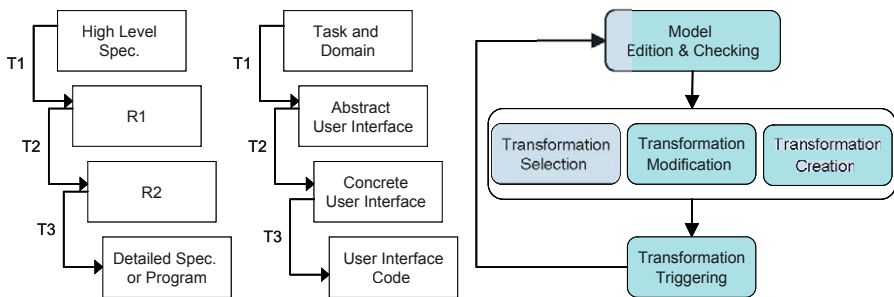 High Level
Spec.
T1
R1
T2
R2
T3
Detailed Spec.
or Program
Task and
Domain
T1
Abstract
User Interface
T2
Concrete
User Interface
T3
User Interface
Code
Model
Edition & Checking
Transformation
Selection
Transformation
Modification
Transformation
Creation
Transformation
Triggering